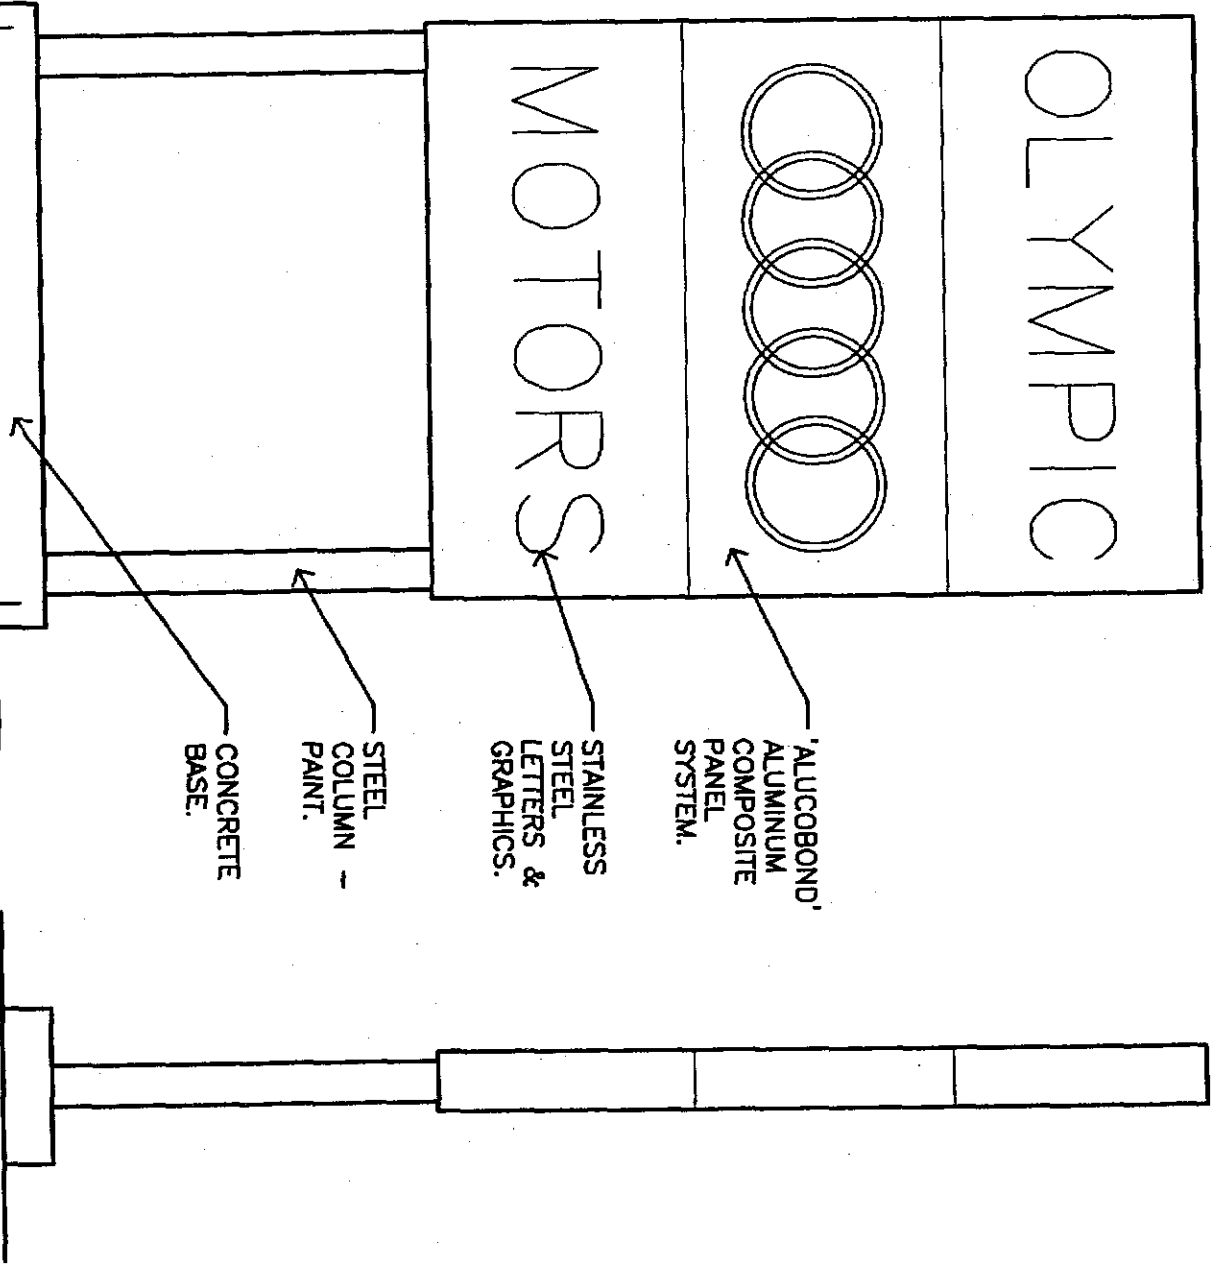 OLYMPIC
MOTORS
'ALUCOBOND'
ALUMINUM
COMPOSITE
PANEL
SYSTEM.
STAINLESS
STEEL
LETTERS &
GRAPHICS.
STEEL
COLUMN -
PAINT.
CONCRETE
BASE.